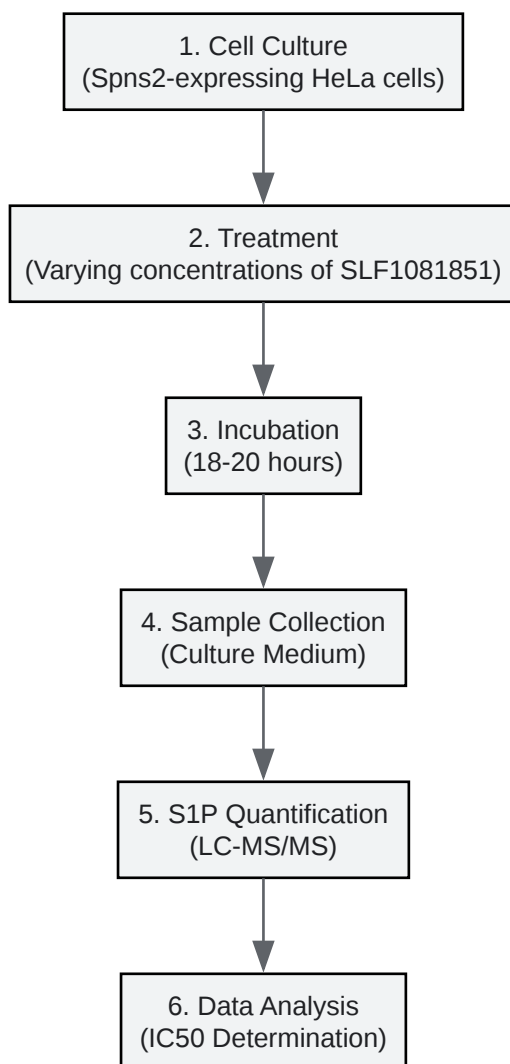 1. Cell Culture
(Spns2-expressing HeLa cells)
2. Treatment
(Varying concentrations of SLF1081851)
3. Incubation
(18-20 hours)
4. Sample Collection
(Culture Medium)
5. S1P Quantification
(LC-MS/MS)
6. Data Analysis
(IC50 Determination)